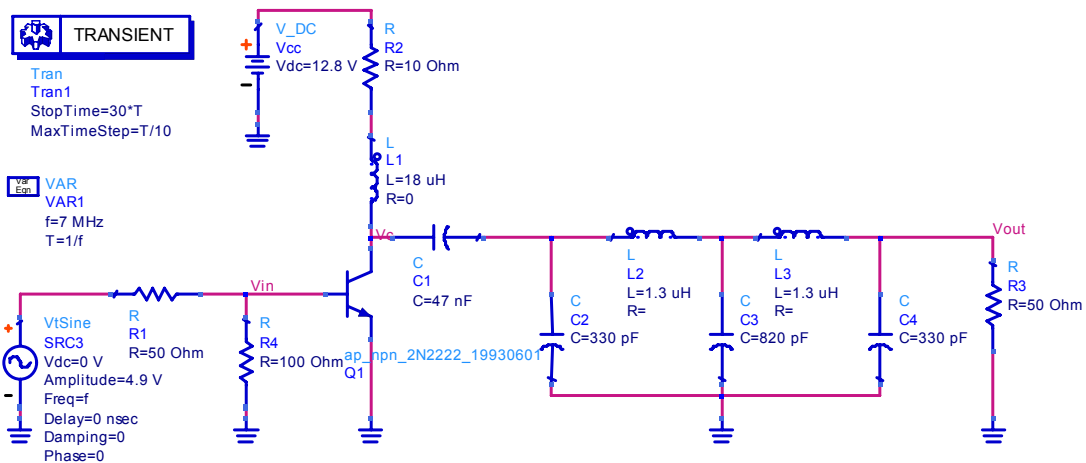 TRANSIENT
Tran
Tran1
StopTime=30*T
MaxTimeStep=T/10
Var
Eqn
VAR
VAR1
f=7 MHz
T=1/f
V_DC
Vcc
Vdc=12.8 V
R
R2
R=10 Ohm
L
L1
L=18 uH
R=0
Vc
C
C1
C=47 nF
L
L2
L=1.3 uH
R=
L
L3
L=1.3 uH
R=
Vout
C
C2
C=330 pF
C
C3
C=820 pF
C
C4
C=330 pF
R
R3
R=50 Ohm
Vin
R
R1
R=50 Ohm
R
R4
R=100 Ohm
ap_npn_2N2222_19930601
Q1
VtSine
SRC3
Vdc=0 V
Amplitude=4.9 V
Freq=f
Delay=0 nsec
Damping=0
Phase=0